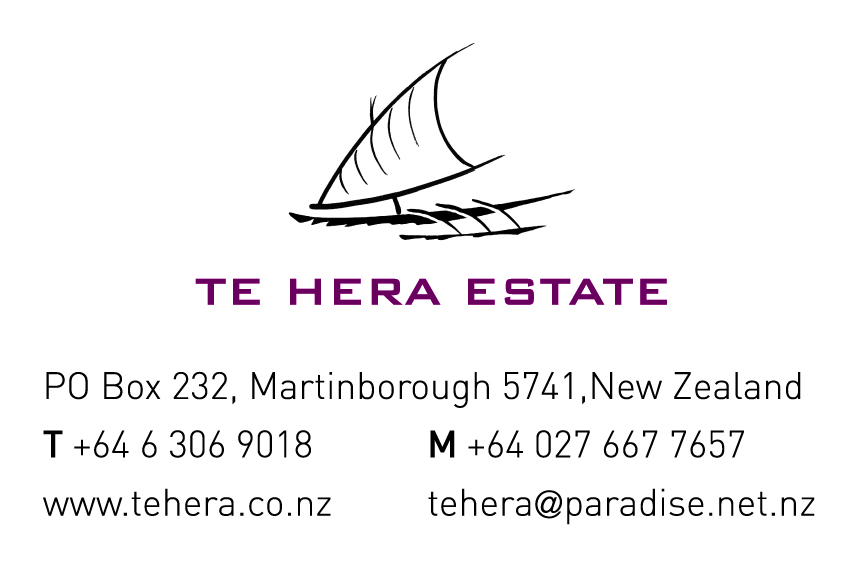 TE HERA ESTATE
PO Box 232, Martinborough 5741,New Zealand
T +64 6 306 9018 M +64 027 667 7657
www.tehera.co.nz tehera@paradise.net.nz